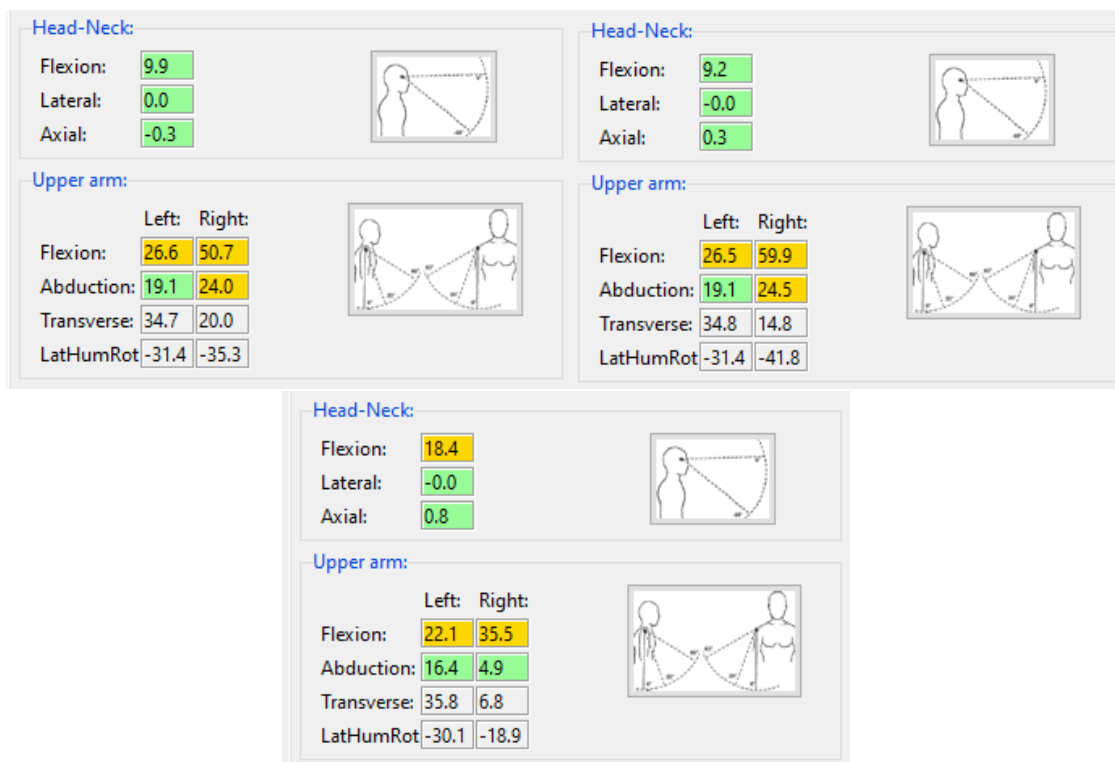 Head-Neck:
Flexion: 9.9
Lateral: 0.0
Axial: -0.3
Upper arm:
Left: Right:
Flexion: 26.6 50.7
Abduction: 19.1 24.0
Transverse: 34.7 20.0
LatHumRot -31.4 -35.3
Head-Neck:
Flexion: 9.2
Lateral: -0.0
Axial: 0.3
Upper arm:
Left: Right:
Flexion: 26.5 59.9
Abduction: 19.1 24.5
Transverse: 34.8 14.8
LatHumRot -31.4 -41.8
Head-Neck:
Flexion: 18.4
Lateral: -0.0
Axial: 0.8
Upper arm:
Left: Right:
Flexion: 22.1 35.5
Abduction: 16.4 4.9
Transverse: 35.8 6.8
LatHumRot -30.1 -18.9